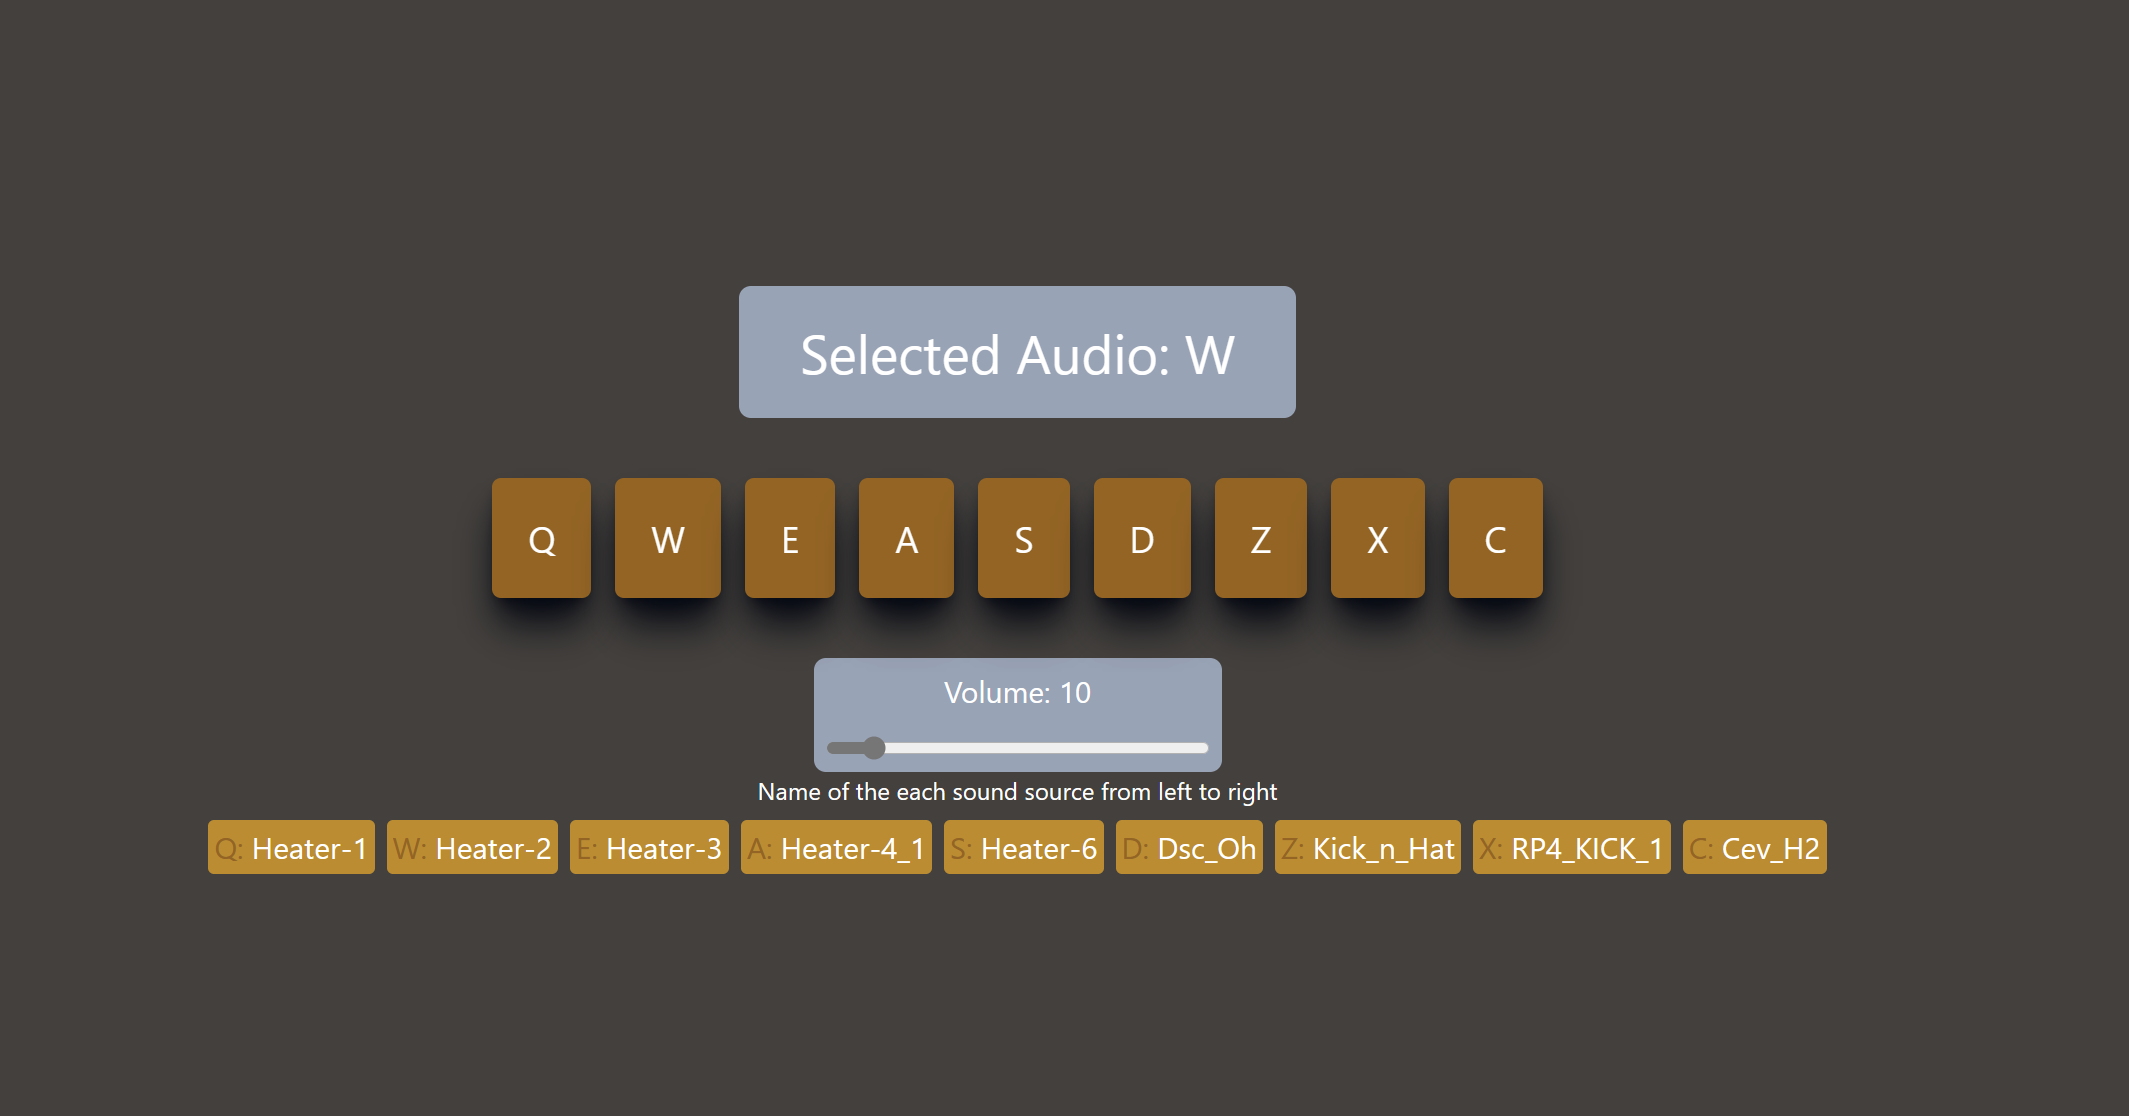 Selected Audio: W
Q W E A S D Z X C
Volume: 10
Name of the each sound source from left to right
Q: Heater-1 W: Heater-2 E: Heater-3 A: Heater-4_1 S: Heater-6 D: Dsc_Oh Z: Kick_n_Hat X: RP4_KICK_1 C: Cev_H2